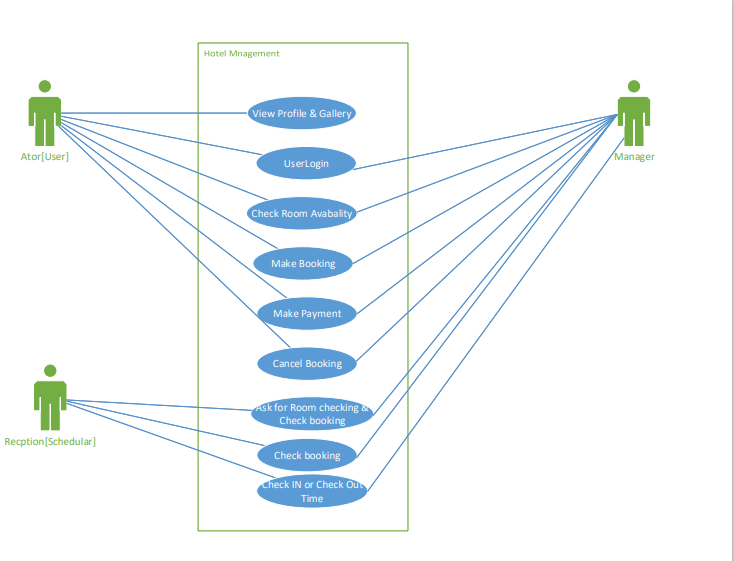 Hotel Mnagement
View Profile & Gallery
Ator[User]
Manager
UserLogin
Check Room Avabality
Make Booking
Make Payment
Cancel Booking
Ask for Room checking &
Check booking
Recption[Schedular]
Check booking
Check IN or Check Out
Time